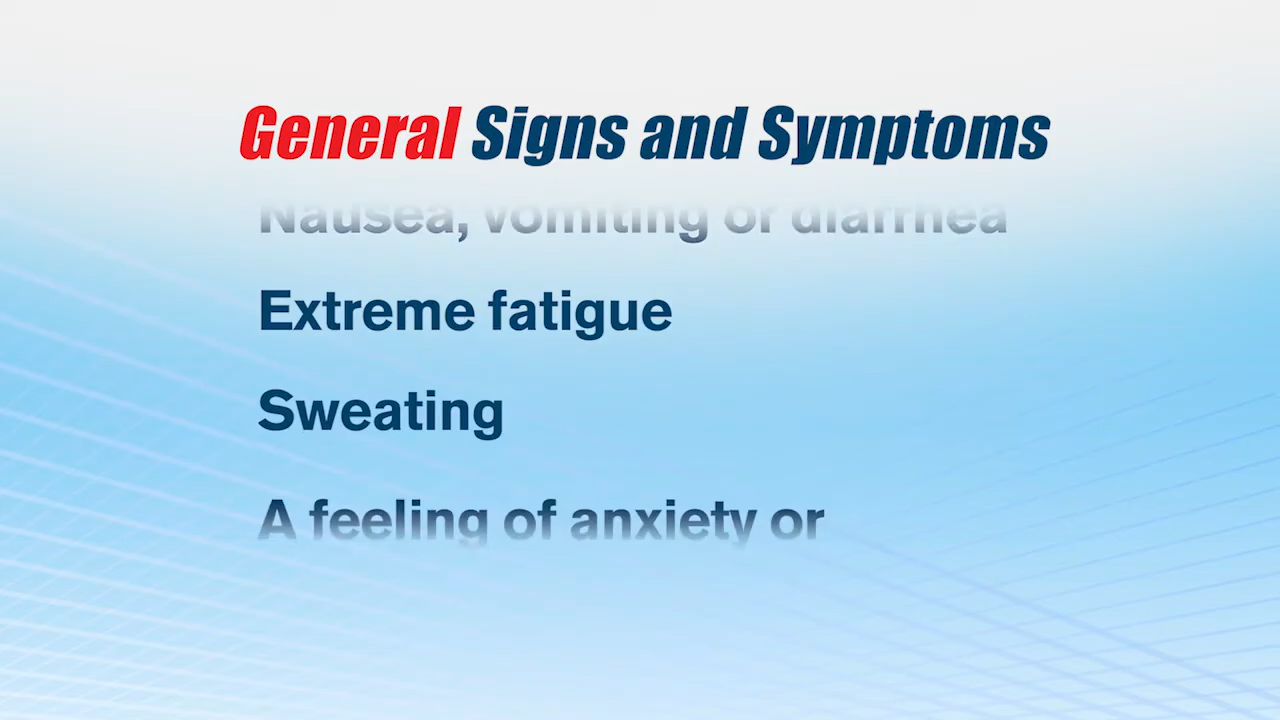 General Signs and Symptoms
Nausea, vomiting or diarrhea
Extreme fatigue
Sweating
A feeling of anxiety or